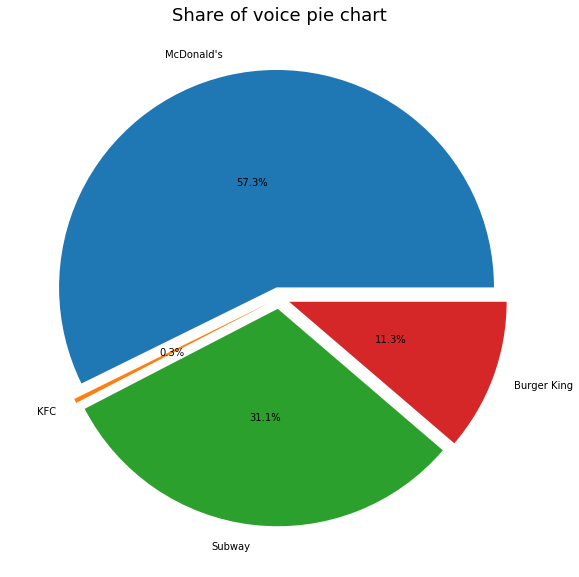 Share of voice pie chart
McDonald's
57.3%
0.3%
11.3%
Burger King
KFC
31.1%
Subway